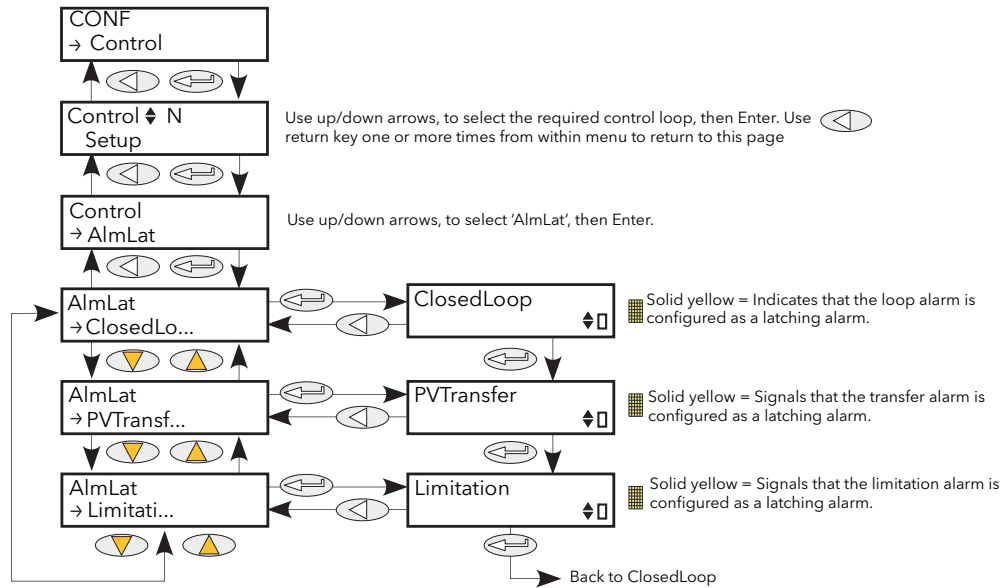 CONF
→ Control
Control N
Setup
Use up/down arrows, to select the required control loop, then Enter. Use
return key one or more times from within menu to return to this page
Control
→ AlmLat
Use up/down arrows, to select 'AlmLat', then Enter.
AlmLat
→ ClosedLo...
ClosedLoop
Solid yellow = Indicates that the loop alarm is
configured as a latching alarm.
AlmLat
→ PVTransf...
PVTransfer
Solid yellow = Signals that the transfer alarm is
configured as a latching alarm.
AlmLat
→ Limitati...
Limitation
Solid yellow = Signals that the limitation alarm is
configured as a latching alarm.
Back to ClosedLoop